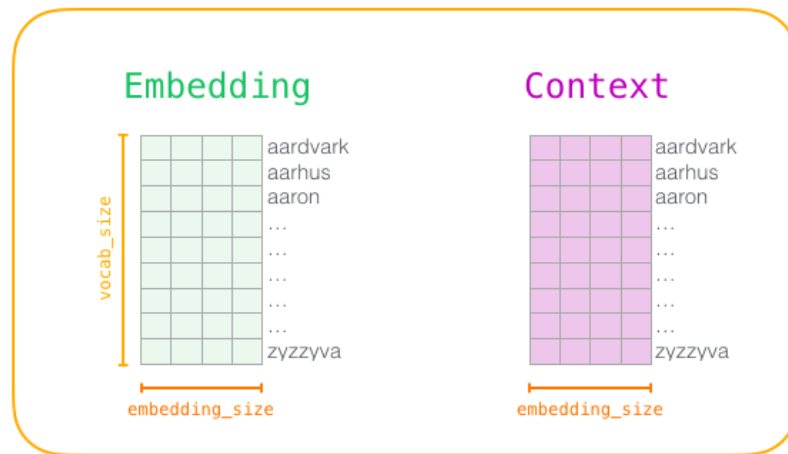 Embedding
Context
vocab_size
aardvark
aarhus
aaron
...
...
...
...
...
zyzzyva
embedding_size
aardvark
aarhus
aaron
...
...
...
...
...
zyzzyva
embedding_size